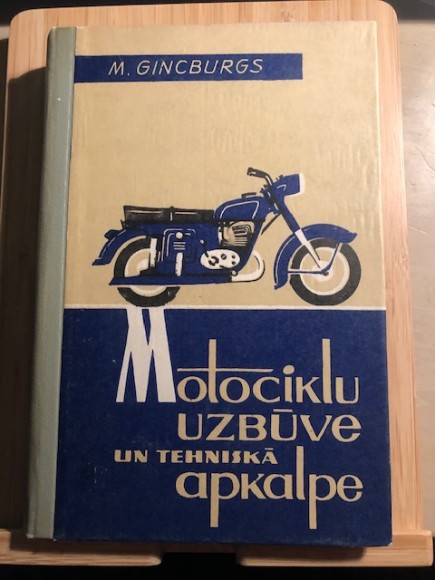 M. GINCBURGS
Motociklu
UZBŪVE
UN TEHNISKĀ
apkalpe